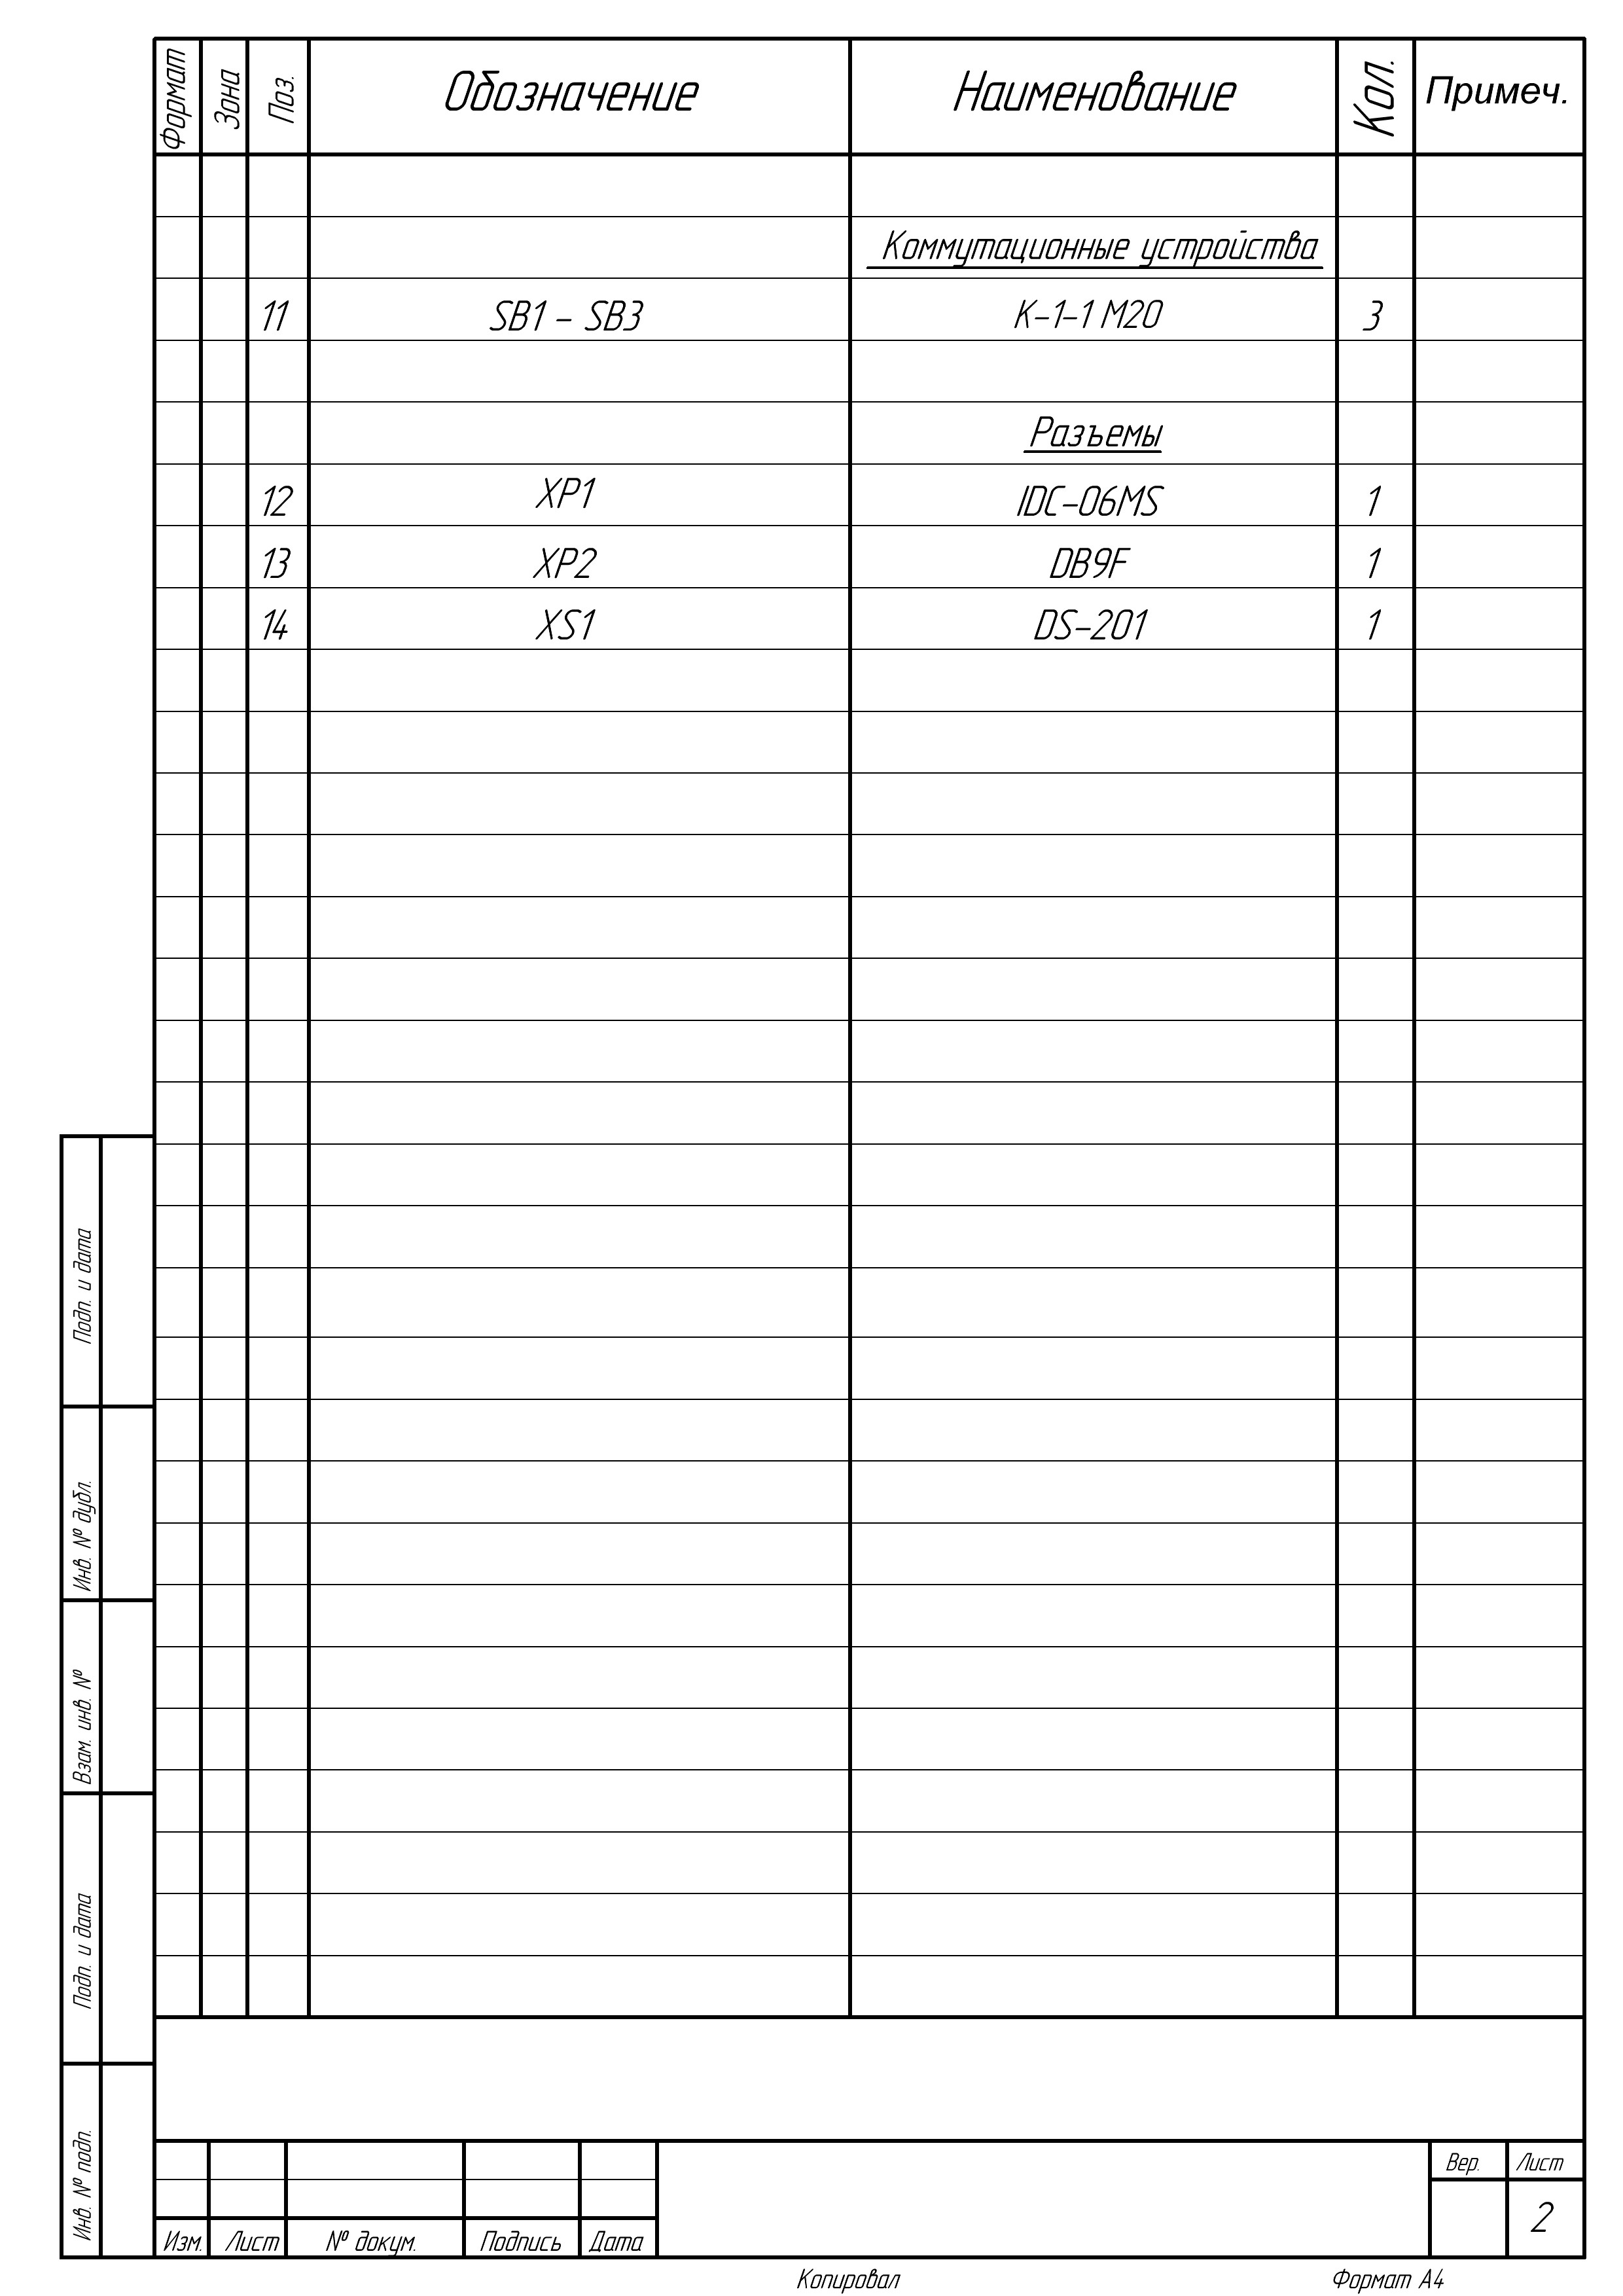 Формат Зона Поз. Обозначение Наименование Кол. Примеч.
Коммутационные устройства
11 SB1 - SB3 К-1-1 М20 3
Разъемы
12 XP1 IDC-06MS 1
13 XP2 DB9F 1
14 XS1 DS-201 1
Подп. и дата
Инв. № дубл.
Взам. инв. №
Подп. и дата
Инв. № подп.
Вер. Лист
2
Изм. Лист № докум. Подпись Дата
Копировал Формат А4